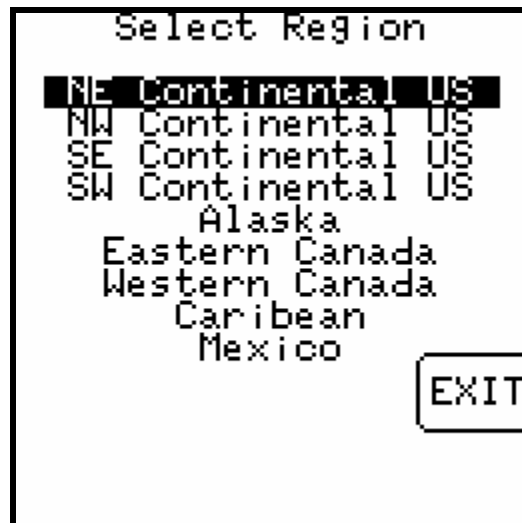 Select Region
NE Continental US
NW Continental US
SE Continental US
SW Continental US
Alaska
Eastern Canada
Western Canada
Caribean
Mexico
EXIT